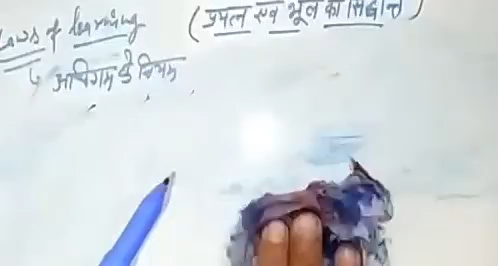 Laws of learning (प्रयत्न एवं भूल का सिद्धान्त)
↳ अधिगम के नियम